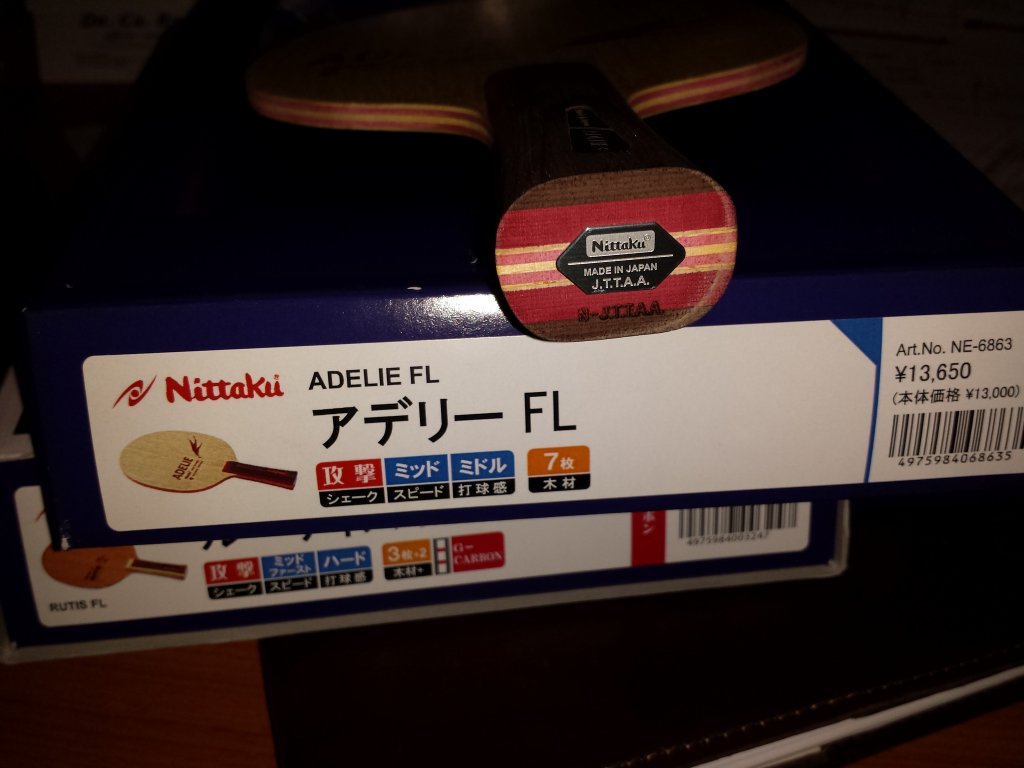 Nittaku
MADE IN JAPAN
J.T.T.A.A.
N-J.T.T.A.A.
Nittaku ADELIE FL
アデリー FL
ADELIE
攻撃 ミッド ミドル 7枚
シェーク スピード 打球感 木材
Art.No. NE-6863
¥13,650
(本体価格 ¥13,000)
4975984068635
攻撃 ミッドファースト ハード 3枚+2 G-CARBON
シェーク スピード 打球感 木材+
RUTIS FL
4975984003247